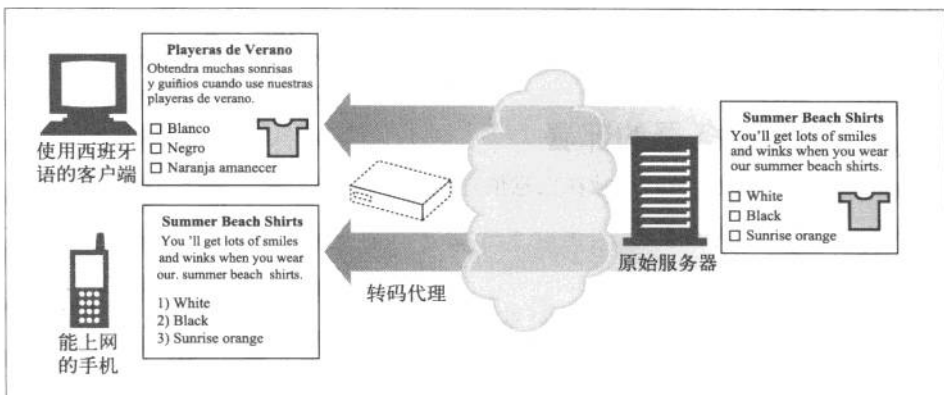 Playeras de Verano
Obtendra muchas sonrisas
y guiñios cuando use nuestras
playeras de verano.
□ Blanco
□ Negro
□ Naranja amanecer
使用西班牙
语的客户端
Summer Beach Shirts
You 'll get lots of smiles
and winks when you wear
our. summer beach shirts.
1) White
2) Black
3) Sunrise orange
能上网
的手机
转码代理
原始服务器
Summer Beach Shirts
You'll get lots of smiles
and winks when you wear
our summer beach shirts.
□ White
□ Black
□ Sunrise orange